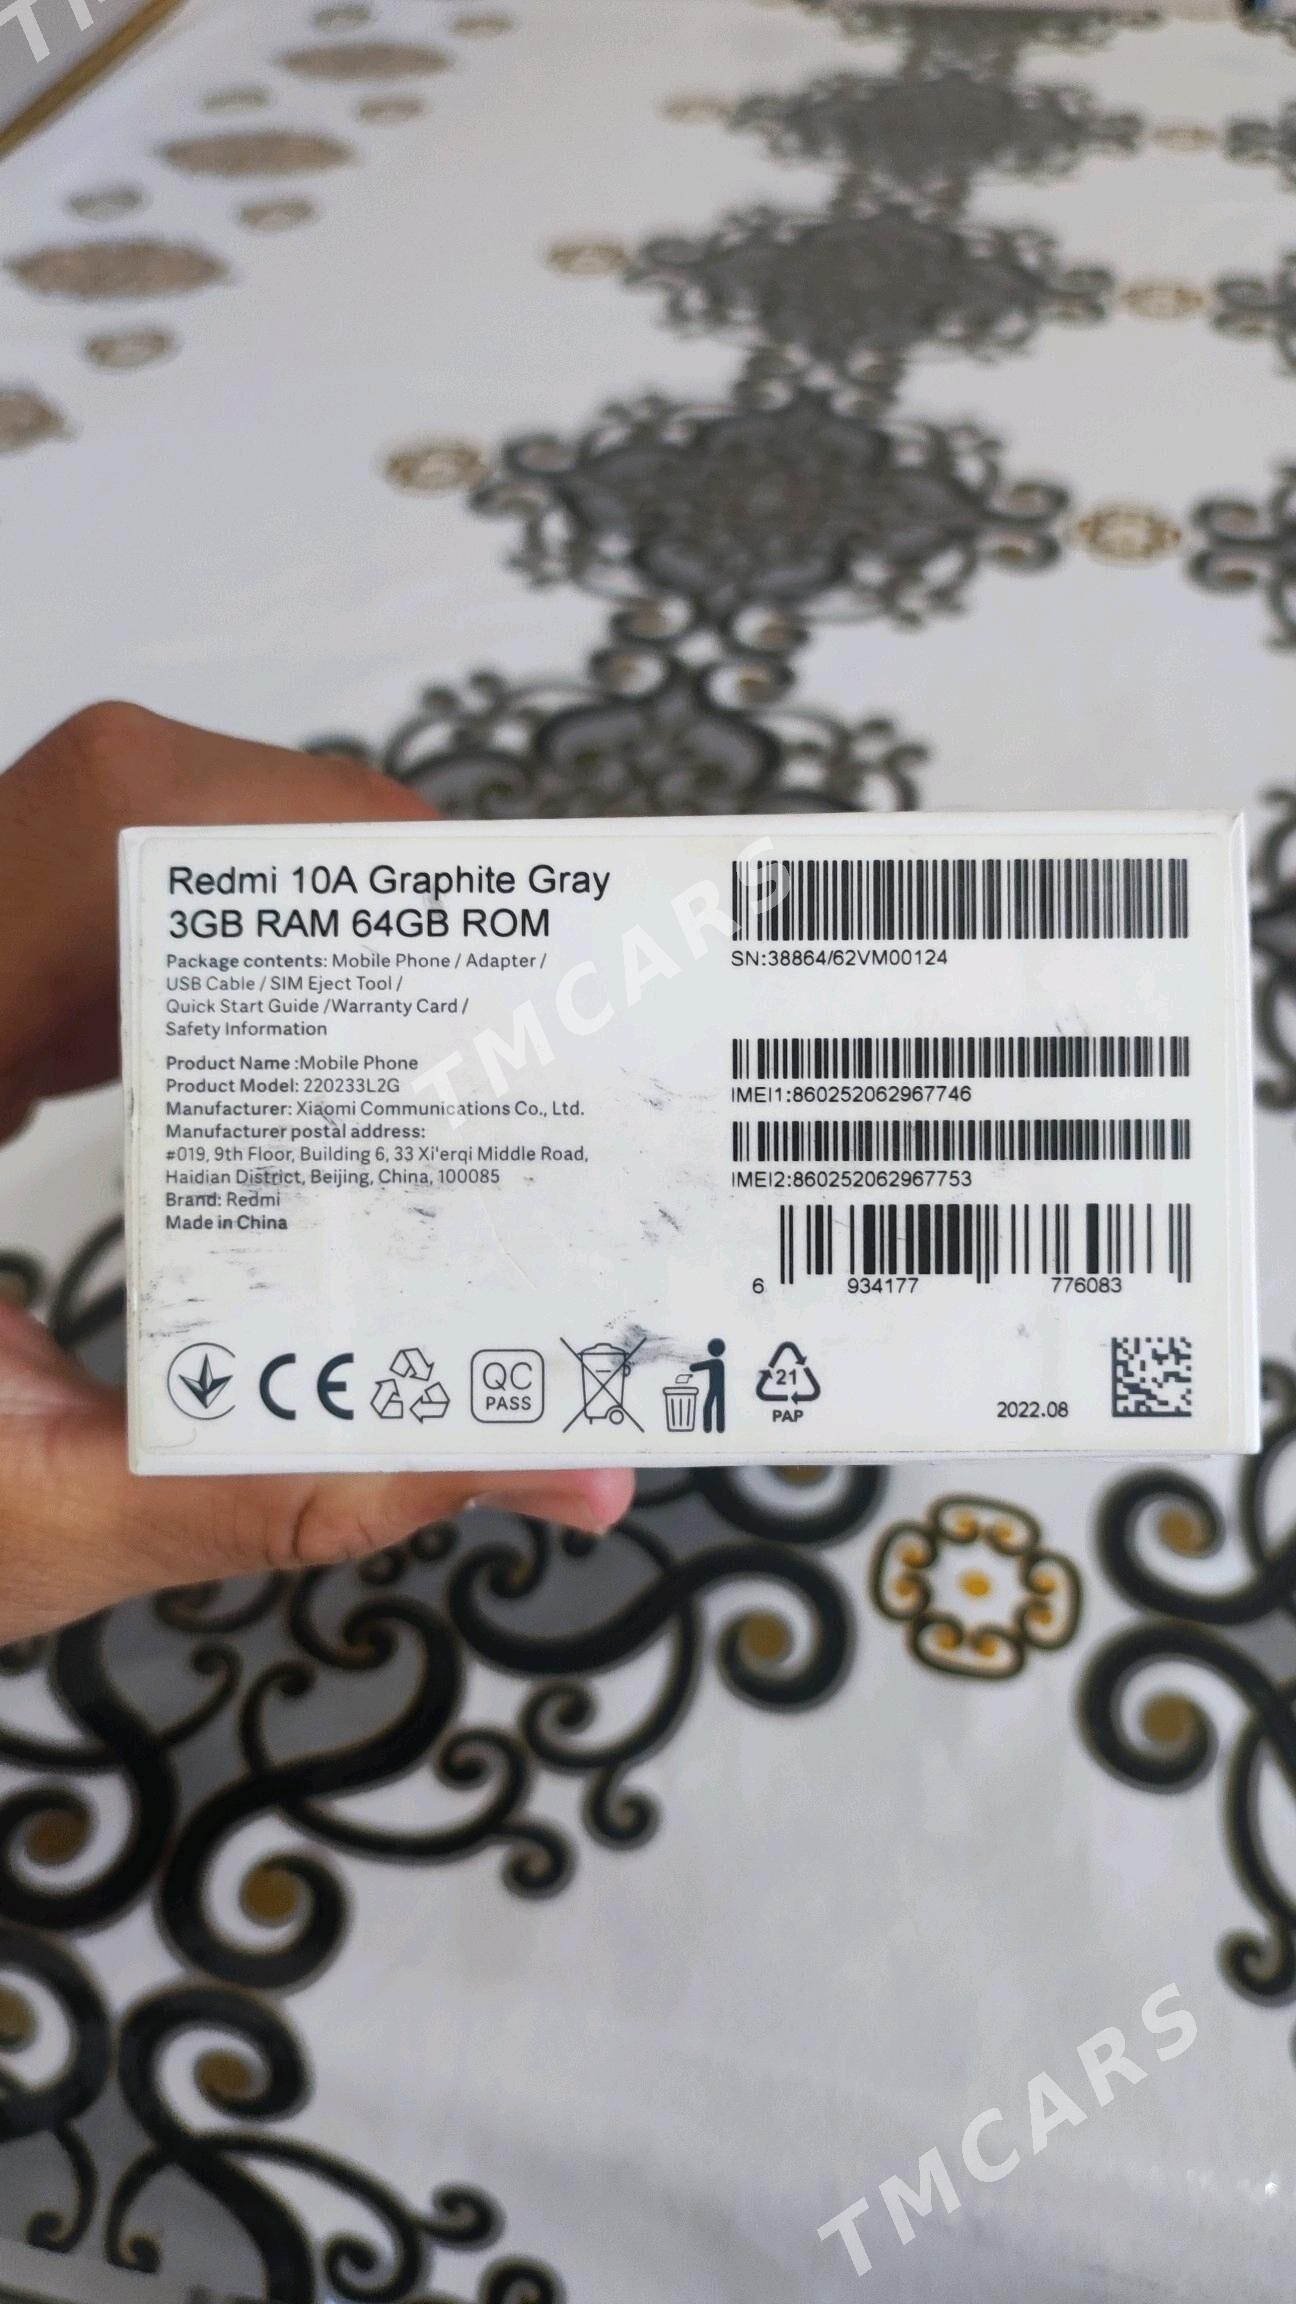 Redmi 10A Graphite Gray
3GB RAM 64GB ROM
Package contents: Mobile Phone / Adapter /
USB Cable / SIM Eject Tool /
Quick Start Guide /Warranty Card /
Safety Information
Product Name :Mobile Phone
Product Model: 220233L2G
Manufacturer: Xiaomi Communications Co., Ltd.
Manufacturer postal address:
#019, 9th Floor, Building 6, 33 Xi'erqi Middle Road,
Haidian District, Beijing, China, 100085
Brand: Redmi
Made in China
SN:38864/62VM00124
IMEI1:860252062967746
IMEI2:860252062967753
6 934177 776083
CE
QC
PASS
21
PAP
2022.08
TMCARS
TMCARS